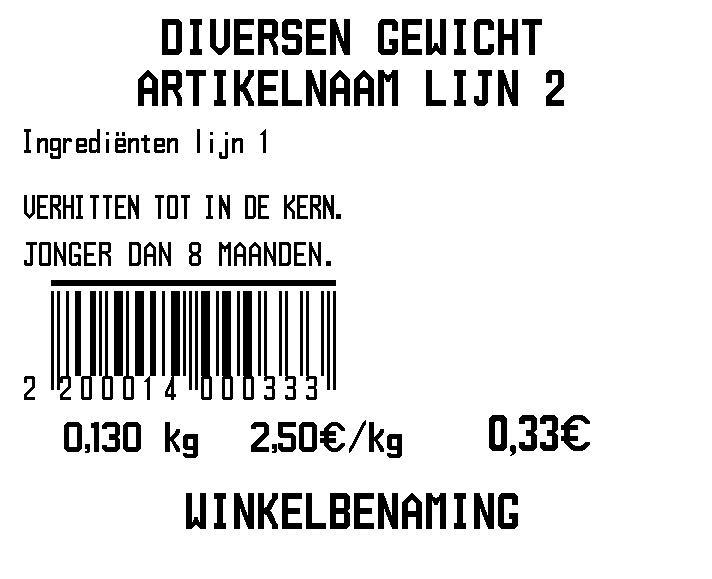 DIVERSEN GEWICHT
ARTIKELNAAM LIJN 2
Ingrediënten lijn 1
VERHITTEN TOT IN DE KERN.
JONGER DAN 8 MAANDEN.
2 200014 000333
0,130 kg 2,50€/kg 0,33€
WINKELBENAMING